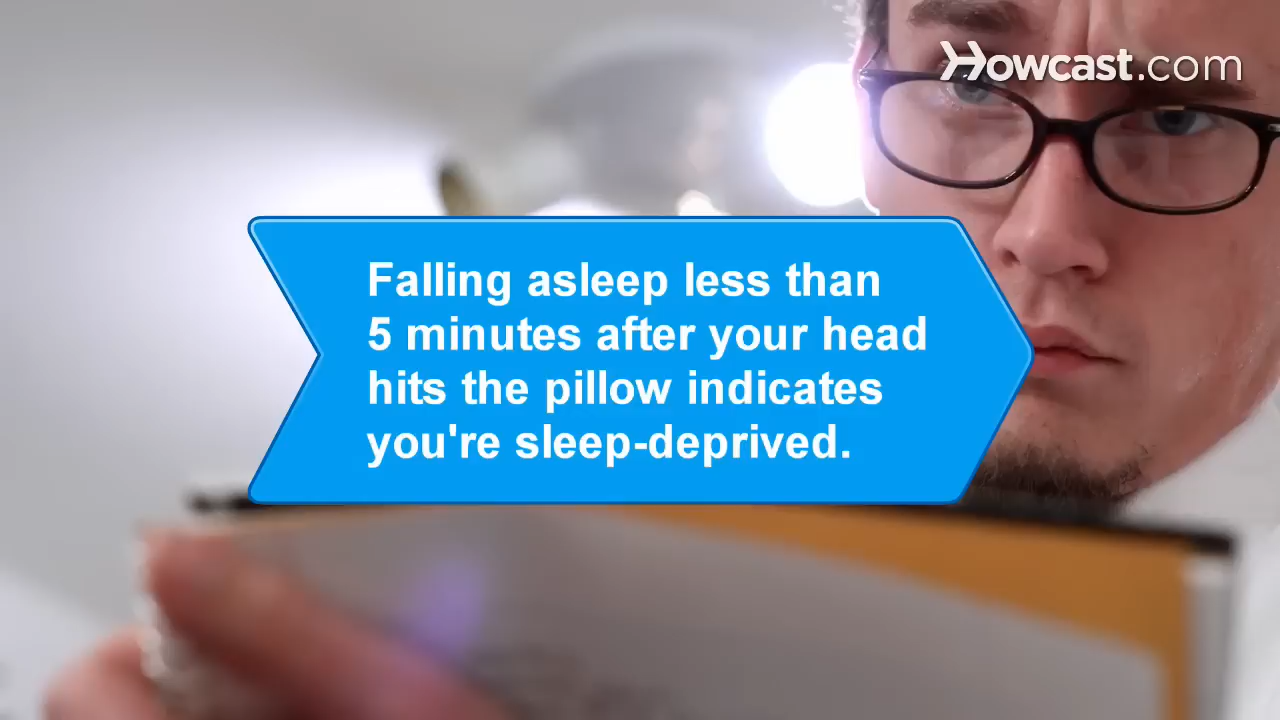 Howcast.com
Falling asleep less than
5 minutes after your head
hits the pillow indicates
you're sleep-deprived.